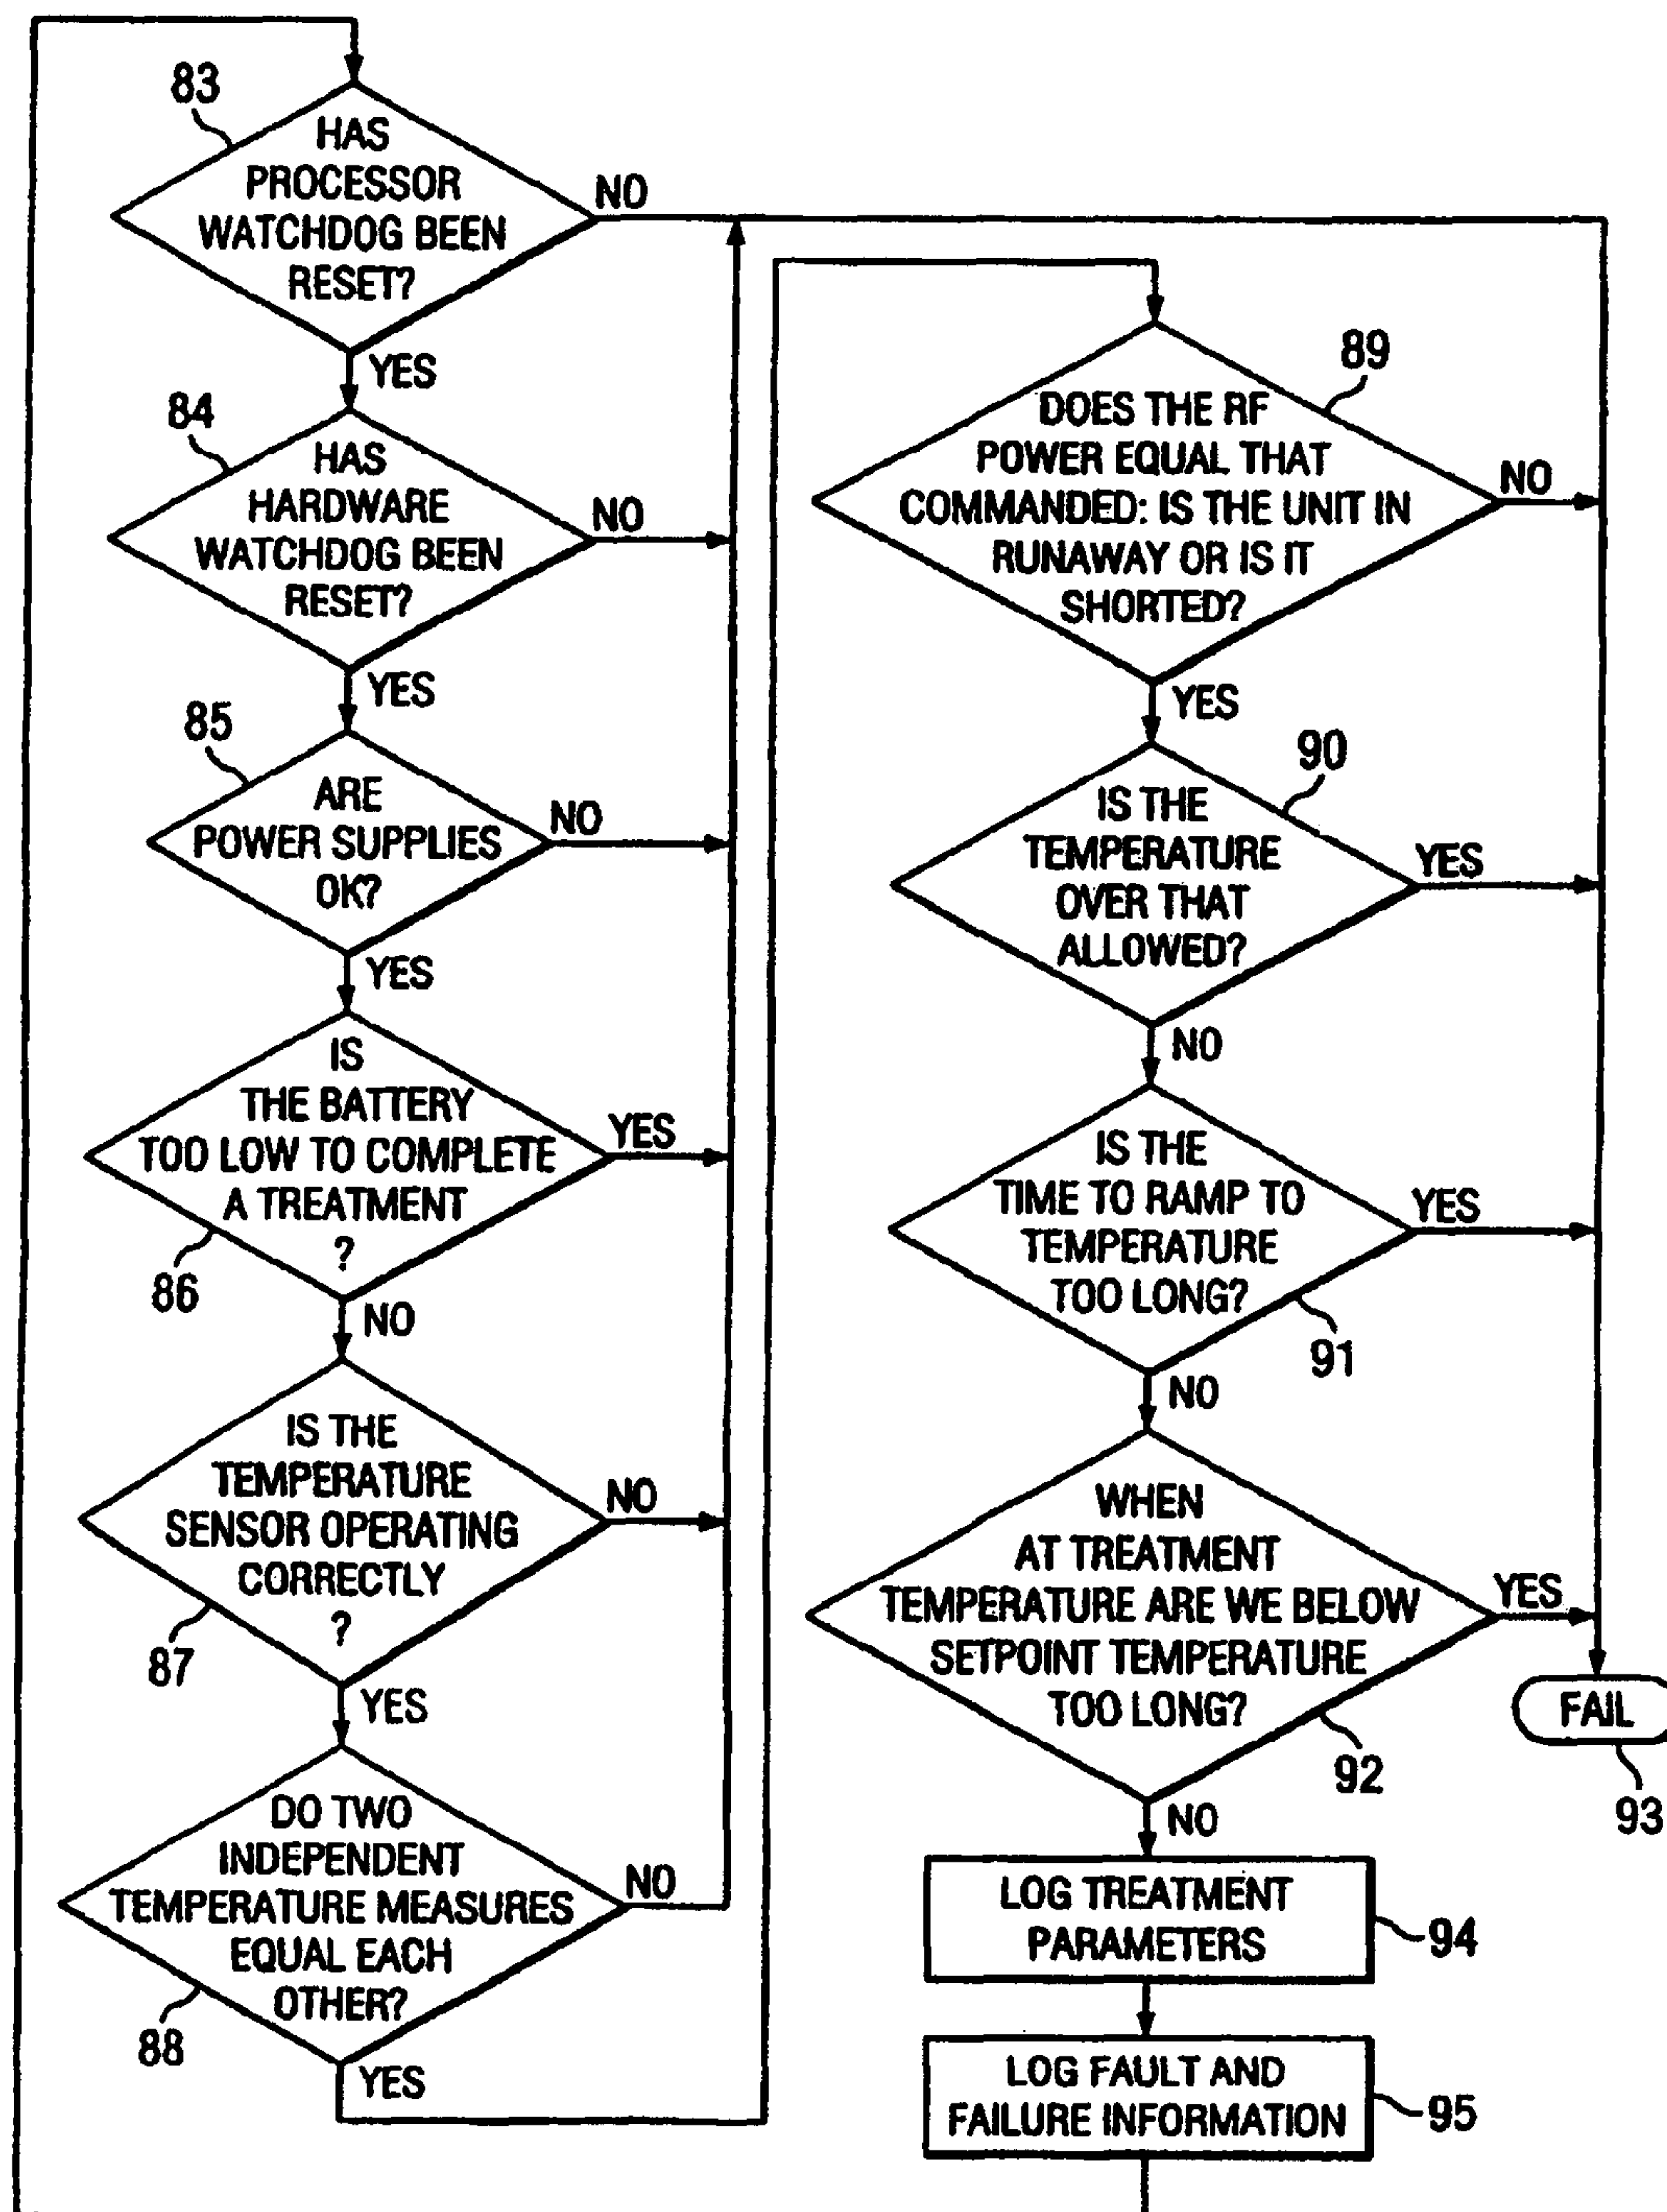 83
HAS
PROCESSOR
WATCHDOG BEEN
RESET?
NO
YES
84
HAS
HARDWARE
WATCHDOG BEEN
RESET?
NO
YES
85
ARE
POWER SUPPLIES
OK?
NO
YES
IS
THE BATTERY
TOO LOW TO COMPLETE
A TREATMENT
?
YES
86
NO
IS THE
TEMPERATURE
SENSOR OPERATING
CORRECTLY
?
NO
87
YES
DO TWO
INDEPENDENT
TEMPERATURE MEASURES
EQUAL EACH
OTHER?
NO
88
YES
89
DOES THE RF
POWER EQUAL THAT
COMMANDED: IS THE UNIT IN
RUNAWAY OR IS IT
SHORTED?
NO
YES
90
IS THE
TEMPERATURE
OVER THAT
ALLOWED?
YES
NO
IS THE
TIME TO RAMP TO
TEMPERATURE
TOO LONG?
YES
91
NO
WHEN
AT TREATMENT
TEMPERATURE ARE WE BELOW
SETPOINT TEMPERATURE
TOO LONG?
YES
92
NO
FAIL
93
LOG TREATMENT
PARAMETERS
94
LOG FAULT AND
FAILURE INFORMATION
95